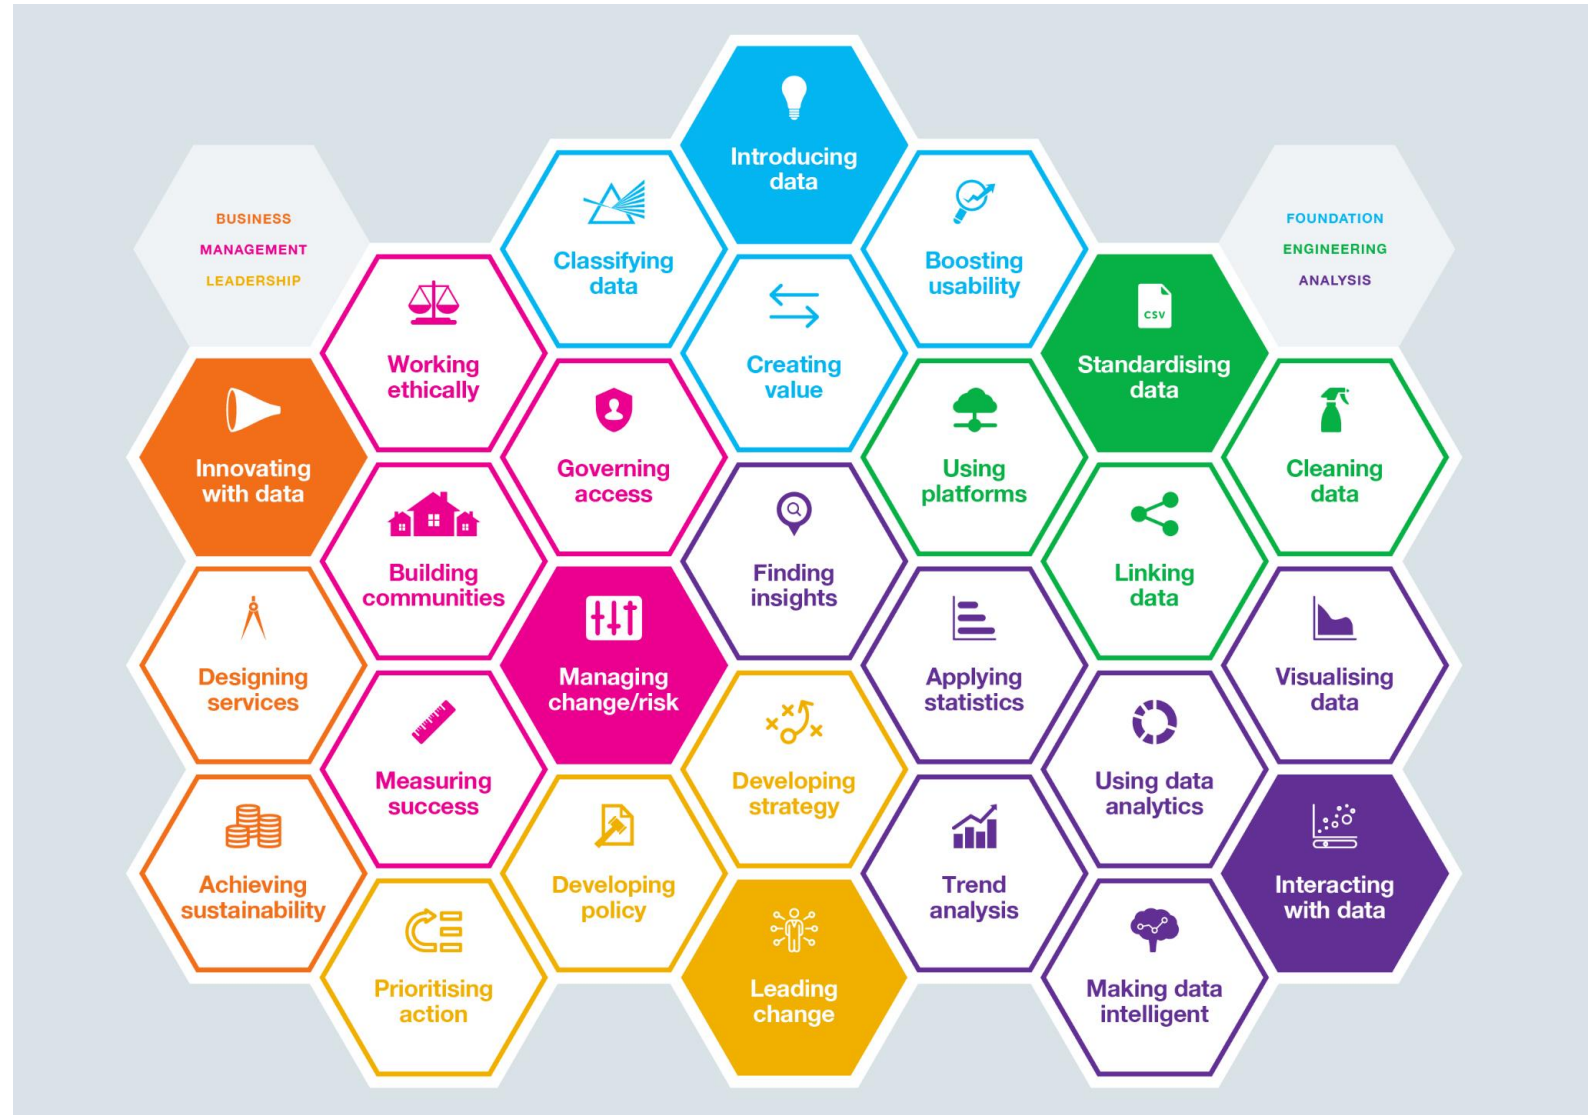 Introducing
data
BUSINESS
MANAGEMENT
LEADERSHIP
Classifying
data
Boosting
usability
FOUNDATION
ENGINEERING
ANALYSIS
Working
ethically
Creating
value
CSV
Standardising
data
Innovating
with data
Governing
access
Using
platforms
Cleaning
data
Building
communities
Finding
insights
Linking
data
Designing
services
Managing
change/risk
Applying
statistics
Visualising
data
Measuring
success
Developing
strategy
Using data
analytics
Achieving
sustainability
Developing
policy
Trend
analysis
Interacting
with data
Prioritising
action
Leading
change
Making data
intelligent